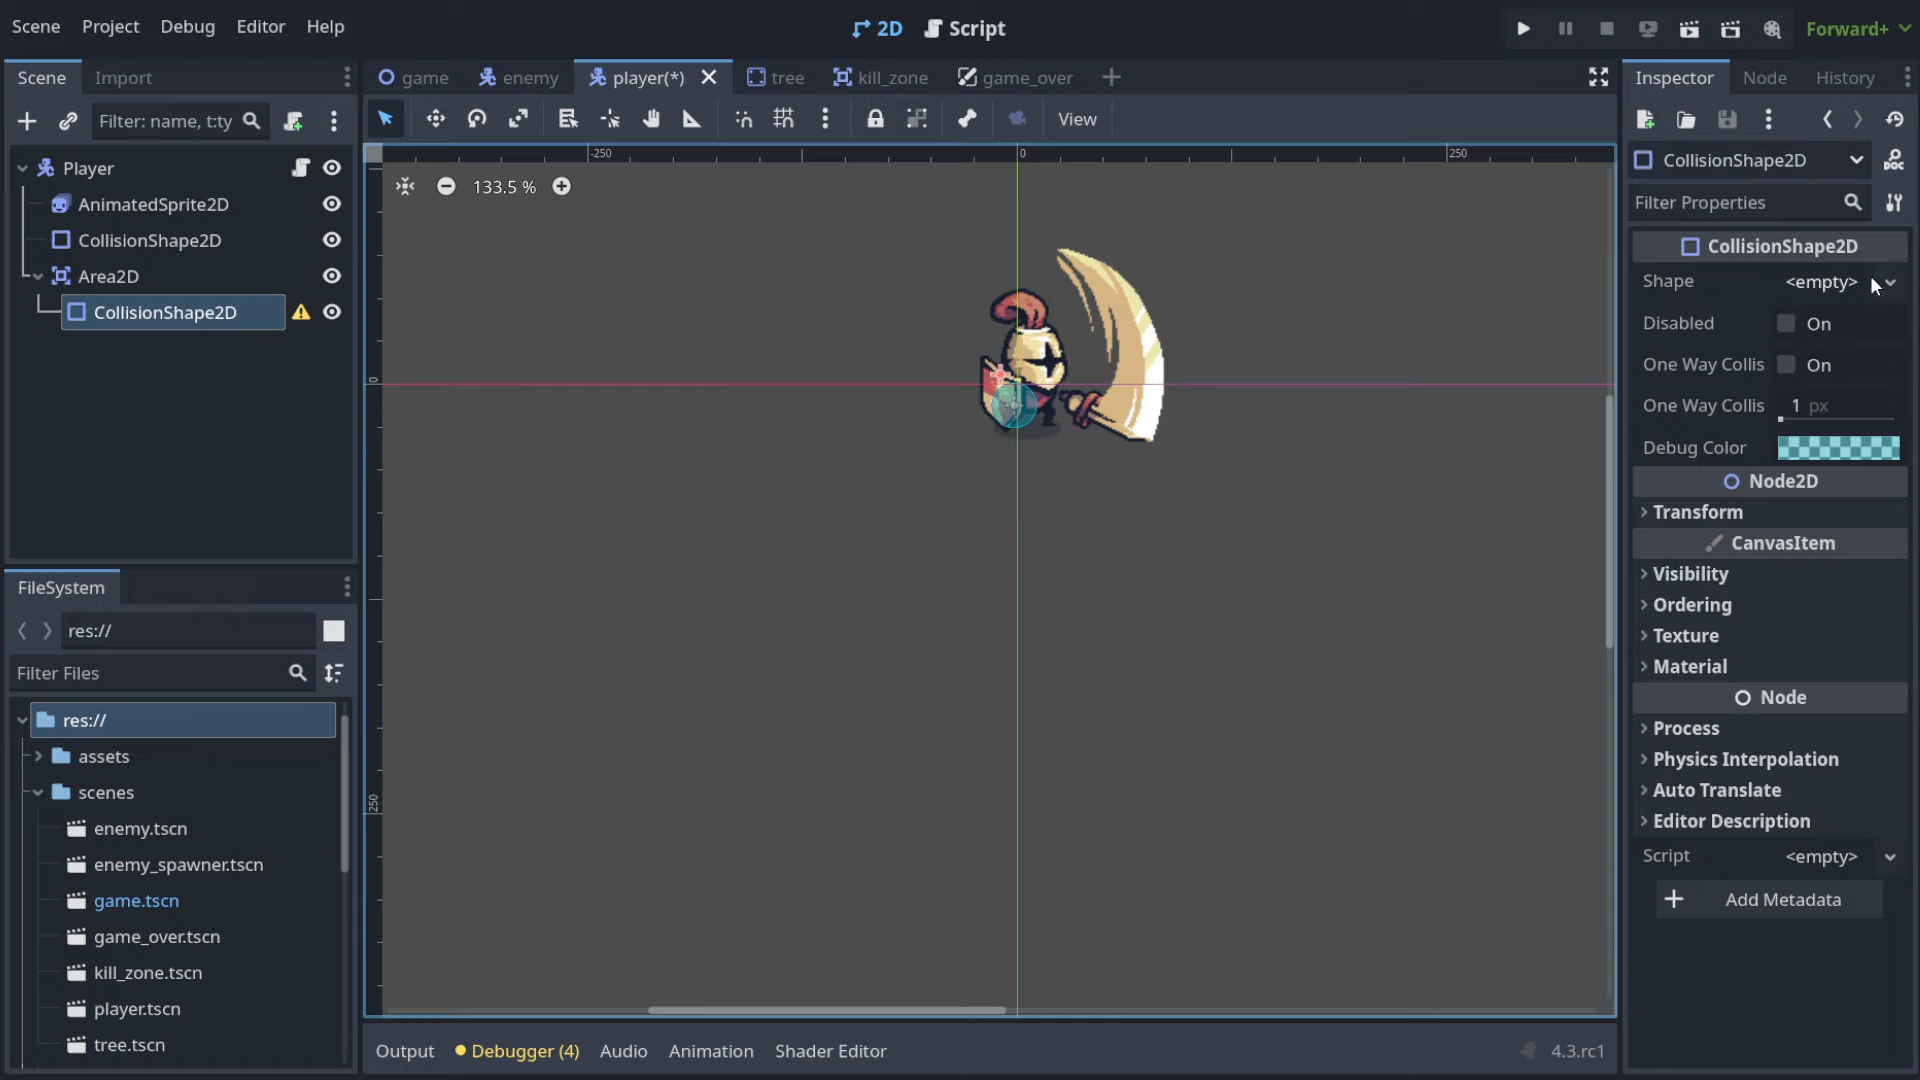 Scene Project Debug Editor Help
2D Script
Forward+
Scene Import
game enemy player(*) tree kill_zone game_over
Inspector Node History
Filter: name, t:ty
View
CollisionShape2D
Filter Properties
Player
AnimatedSprite2D
CollisionShape2D
Area2D
CollisionShape2D
-250 0 250
133.5 %
0
250
CollisionShape2D
Shape <empty>
Disabled On
One Way Collis On
One Way Collis 1 px
Debug Color
Node2D
Transform
CanvasItem
Visibility
Ordering
Texture
Material
Node
Process
Physics Interpolation
Auto Translate
Editor Description
Script <empty>
Add Metadata
FileSystem
res://
Filter Files
res://
assets
scenes
enemy.tscn
enemy_spawner.tscn
game.tscn
game_over.tscn
kill_zone.tscn
player.tscn
tree.tscn
Output Debugger (4) Audio Animation Shader Editor 4.3.rc1